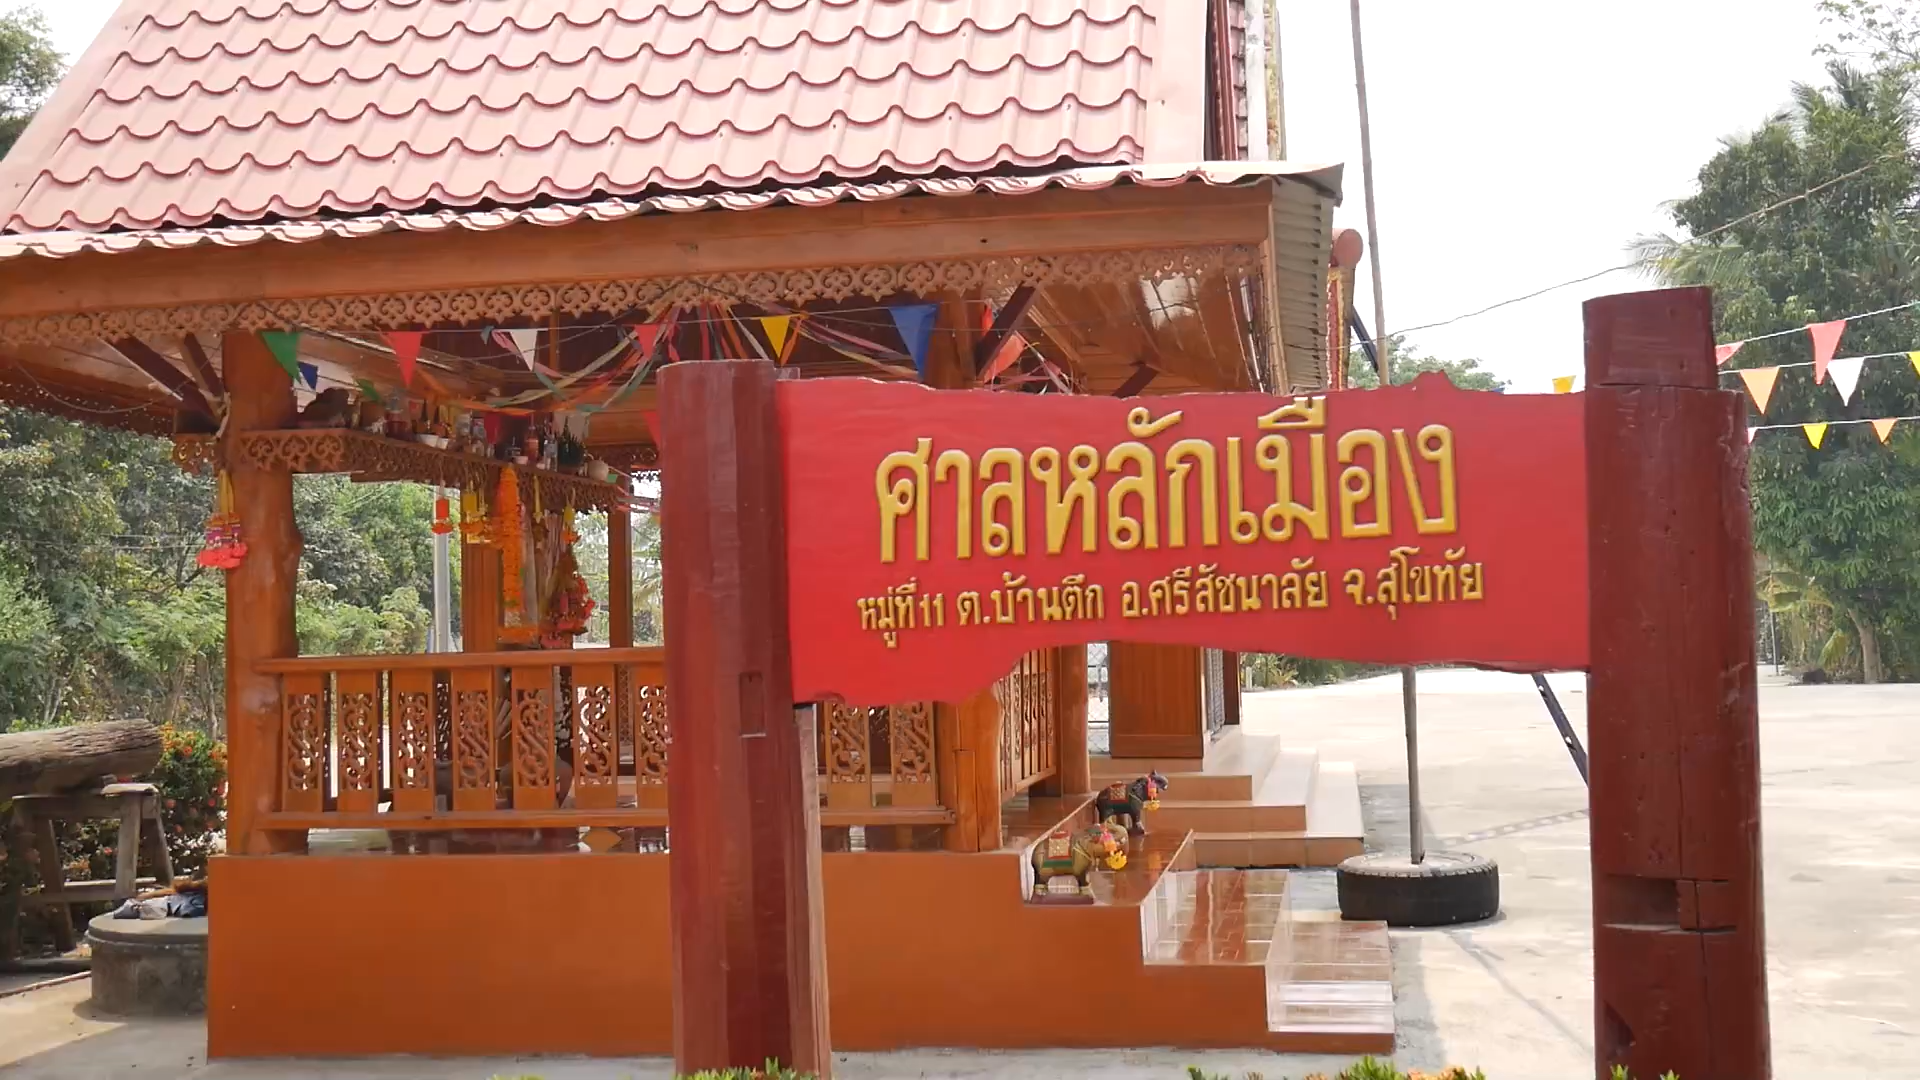 ศาลหลักเมือง
หมู่ที่ 11 ต.บ้านตึก อ.ศรีสัชนาลัย จ.สุโขทัย